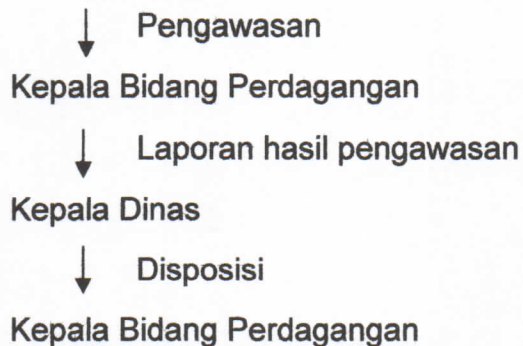 Pengawasan
Kepala Bidang Perdagangan
Laporan hasil pengawasan
Kepala Dinas
Disposisi
Kepala Bidang Perdagangan